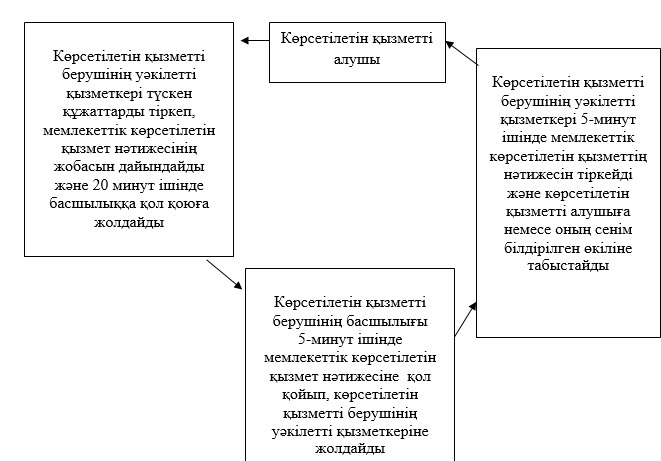 Көрсетілетін қызметті
алушы
Көрсетілетін қызметті
берушінің уәкілетті
қызметкері түскен
құжаттарды тіркеп,
мемлекеттік көрсетілетін
қызмет нәтижесінің
жобасын дайындайды
және 20 минут ішінде
басшылыққа қол қоюға
жолдайды
Көрсетілетін қызметті
берушінің басшылығы
5-минут ішінде
мемлекеттік көрсетілетін
қызмет нәтижесіне қол
қойып, көрсетілетін
қызметті берушінің
уәкілетті қызметкеріне
жолдайды
Көрсетілетін қызметті
берушінің уәкілетті
қызметкері 5-минут
ішінде мемлекеттік
көрсетілетін қызметтің
нәтижесін тіркейді
және көрсетілетін
қызметті алушыға
немесе оның сенім
білдірілген өкіліне
табыстайды